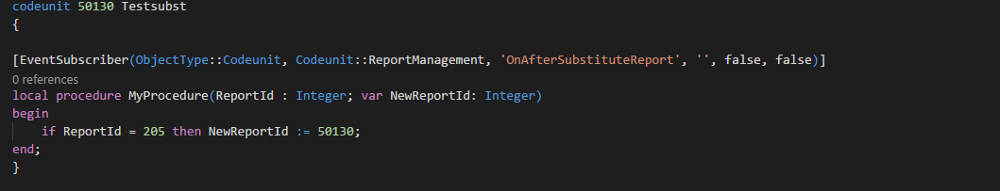 codeunit 50130 Testsubst
{
[EventSubscriber(ObjectType::Codeunit, Codeunit::ReportManagement, 'OnAfterSubstituteReport', '', false, false)]
0 references
local procedure MyProcedure(ReportId : Integer; var NewReportId: Integer)
begin
    if ReportId = 205 then NewReportId := 50130;
end;
}